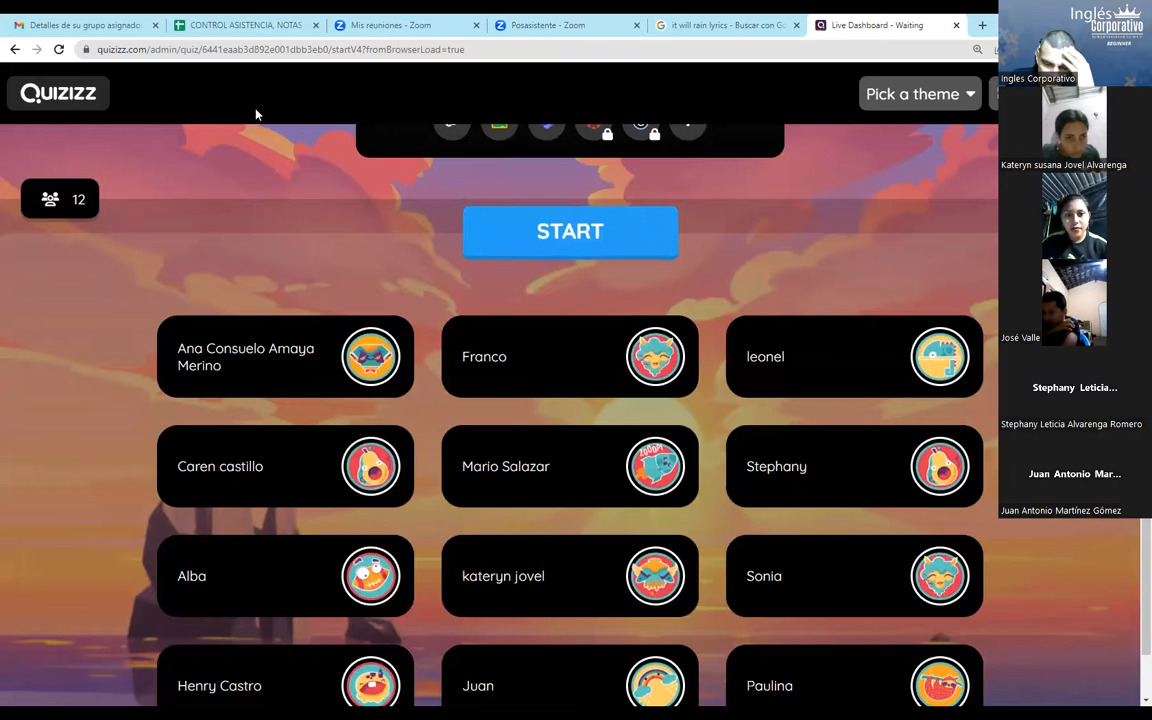 Detalles de su grupo asignado:
CONTROL ASISTENCIA, NOTAS
Mis reuniones - Zoom
Posasistente - Zoom
it will rain lyrics - Buscar con Go
Live Dashboard - Waiting
quizizz.com/admin/quiz/6441eaab3d892e001dbb3eb0/startV4?fromBrowserLoad=true
Quizizz
Pick a theme
12
START
Ana Consuelo Amaya
Merino
Franco
leonel
Caren castillo
Mario Salazar
ZOOOM
Stephany
Alba
kateryn jovel
Sonia
Henry Castro
Juan
Paulina
Inglés
Corporativo
BEGINNER
Ingles Corporativo
Kateryn susana Jovel Alvarenga
José Valle
Stephany Leticia...
Stephany Leticia Alvarenga Romero
Juan Antonio Mar...
Juan Antonio Martínez Gómez